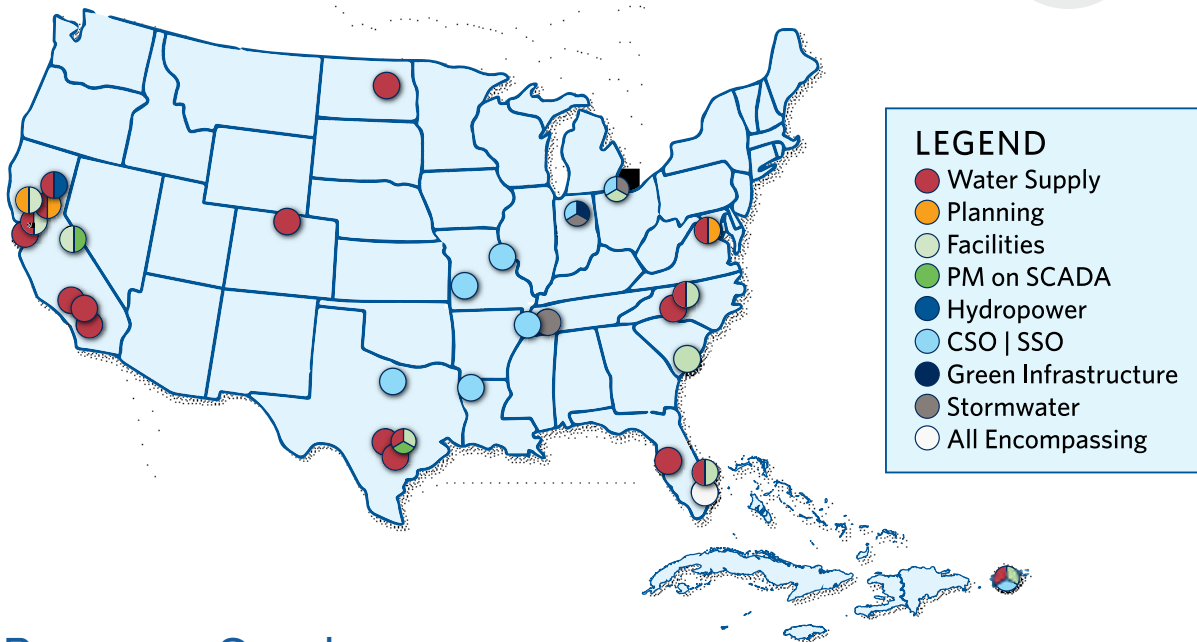 LEGEND
Water Supply
Planning
Facilities
PM on SCADA
Hydropower
CSO | SSO
Green Infrastructure
Stormwater
All Encompassing